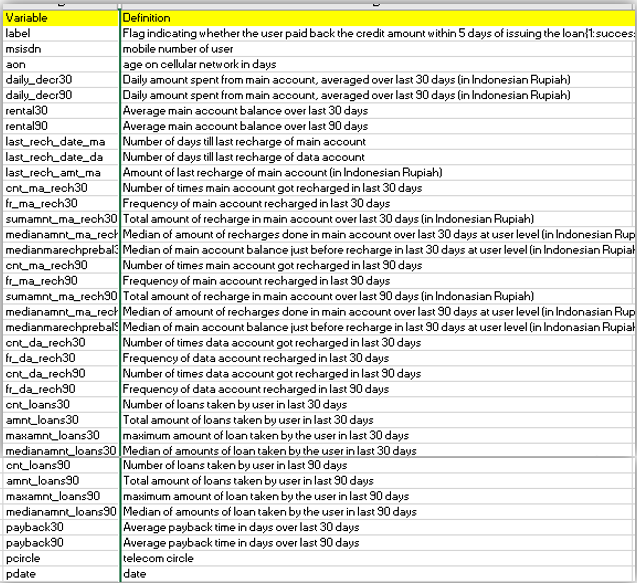 Variable Definition
label Flag indicating whether the user paid back the credit amount within 5 days of issuing the loan{1:succes
msisdn mobile number of user
aon age on cellular network in days
daily_decr30 Daily amount spent from main account, averaged over last 30 days (in Indonesian Rupiah)
daily_decr90 Daily amount spent from main account, averaged over last 90 days (in Indonesian Rupiah)
rental30 Average main account balance over last 30 days
rental90 Average main account balance over last 90 days
last_rech_date_ma Number of days till last recharge of main account
last_rech_date_da Number of days till last recharge of data account
last_rech_amt_ma Amount of last recharge of main account (in Indonesian Rupiah)
cnt_ma_rech30 Number of times main account got recharged in last 30 days
fr_ma_rech30 Frequency of main account recharged in last 30 days
sumamnt_ma_rech30 Total amount of recharge in main account over last 30 days (in Indonesian Rupiah)
medianamnt_ma_rech Median of amount of recharges done in main account over last 30 days at user level (in Indonesian Rup
medianmarechprebal3 Median of main account balance just before recharge in last 30 days at user level (in Indonesian Rupiah
cnt_ma_rech90 Number of times main account got recharged in last 90 days
fr_ma_rech90 Frequency of main account recharged in last 90 days
sumamnt_ma_rech90 Total amount of recharge in main account over last 90 days (in Indonasian Rupiah)
medianamnt_ma_rech Median of amount of recharges done in main account over last 90 days at user level (in Indonasian Rup
medianmarechprebal9 Median of main account balance just before recharge in last 90 days at user level (in Indonasian Rupiah
cnt_da_rech30 Number of times data account got recharged in last 30 days
fr_da_rech30 Frequency of data account recharged in last 30 days
cnt_da_rech90 Number of times data account got recharged in last 90 days
fr_da_rech90 Frequency of data account recharged in last 90 days
cnt_loans30 Number of loans taken by user in last 30 days
amnt_loans30 Total amount of loans taken by user in last 30 days
maxamnt_loans30 maximum amount of loan taken by the user in last 30 days
medianamnt_loans30 Median of amounts of loan taken by the user in last 30 days
cnt_loans90 Number of loans taken by user in last 90 days
amnt_loans90 Total amount of loans taken by user in last 90 days
maxamnt_loans90 maximum amount of loan taken by the user in last 90 days
medianamnt_loans90 Median of amounts of loan taken by the user in last 90 days
payback30 Average payback time in days over last 30 days
payback90 Average payback time in days over last 90 days
pcircle telecom circle
pdate date